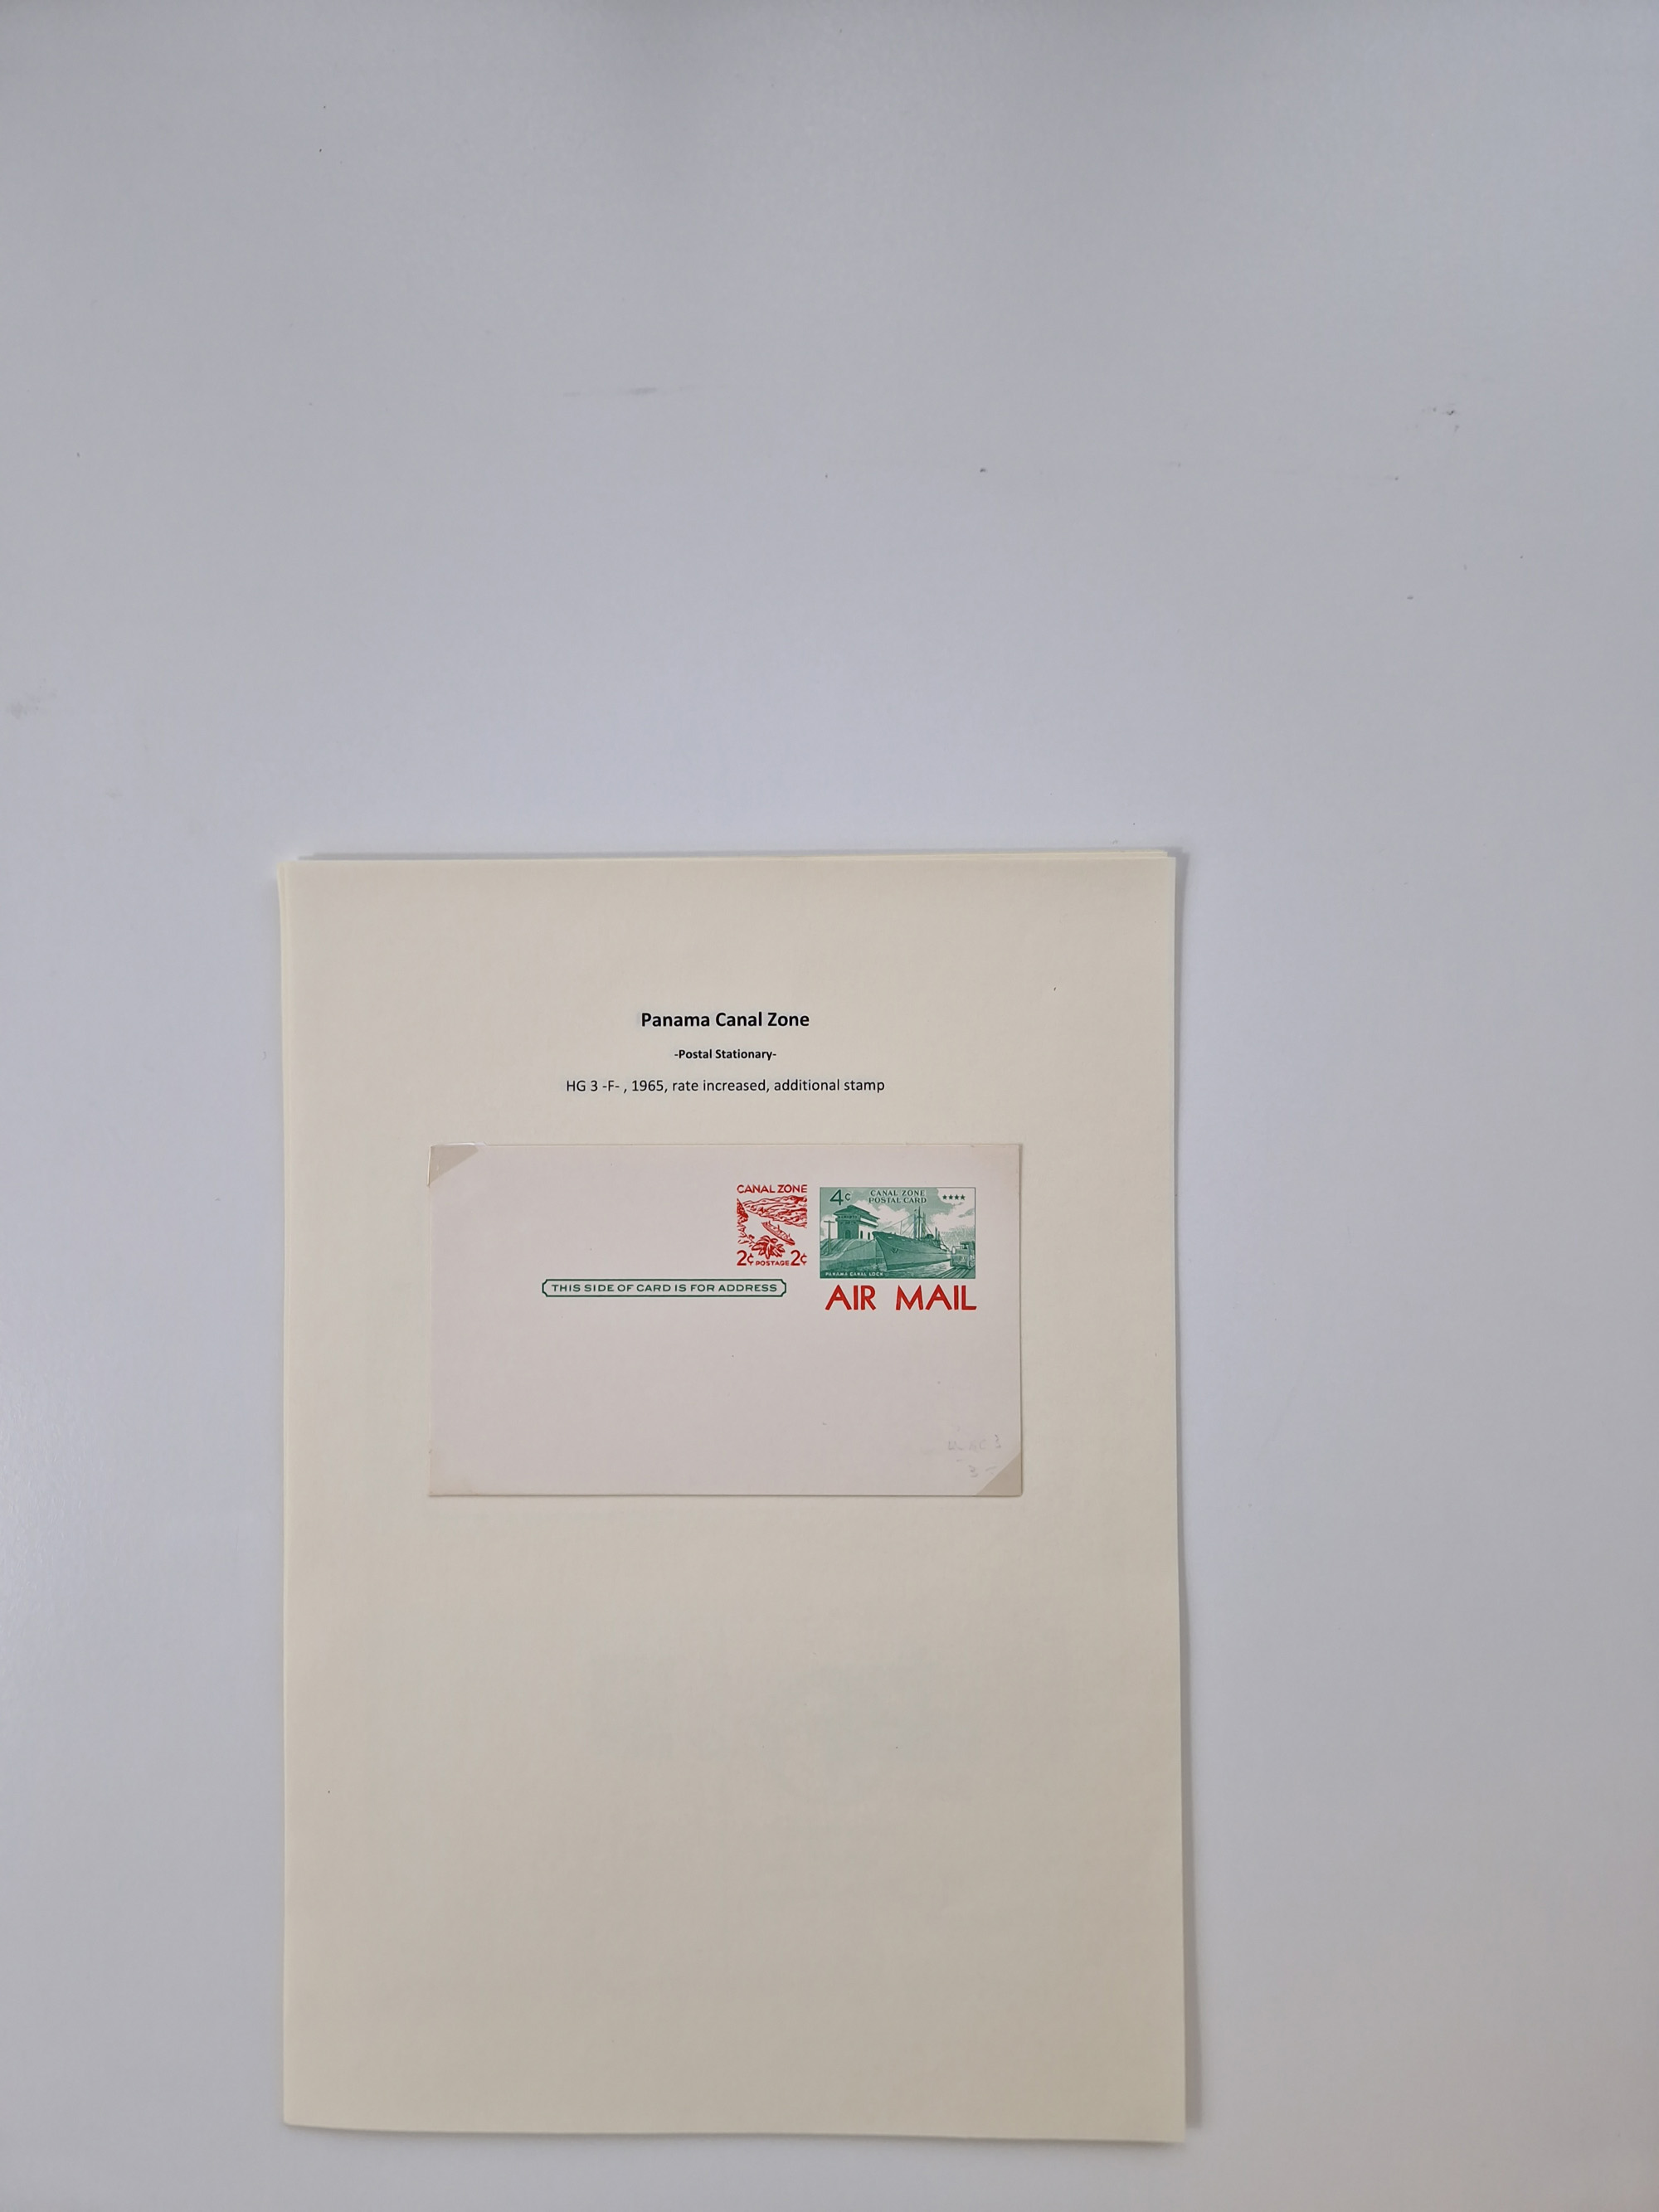 Panama Canal Zone
-Postal Stationary-
HG 3 -F- , 1965, rate increased, additional stamp
CANAL ZONE
2¢ POSTAGE 2¢
4¢ CANAL ZONE ★★★★
POSTAL CARD
PANAMA CANAL LOCK
THIS SIDE OF CARD IS FOR ADDRESS
AIR MAIL
3 -